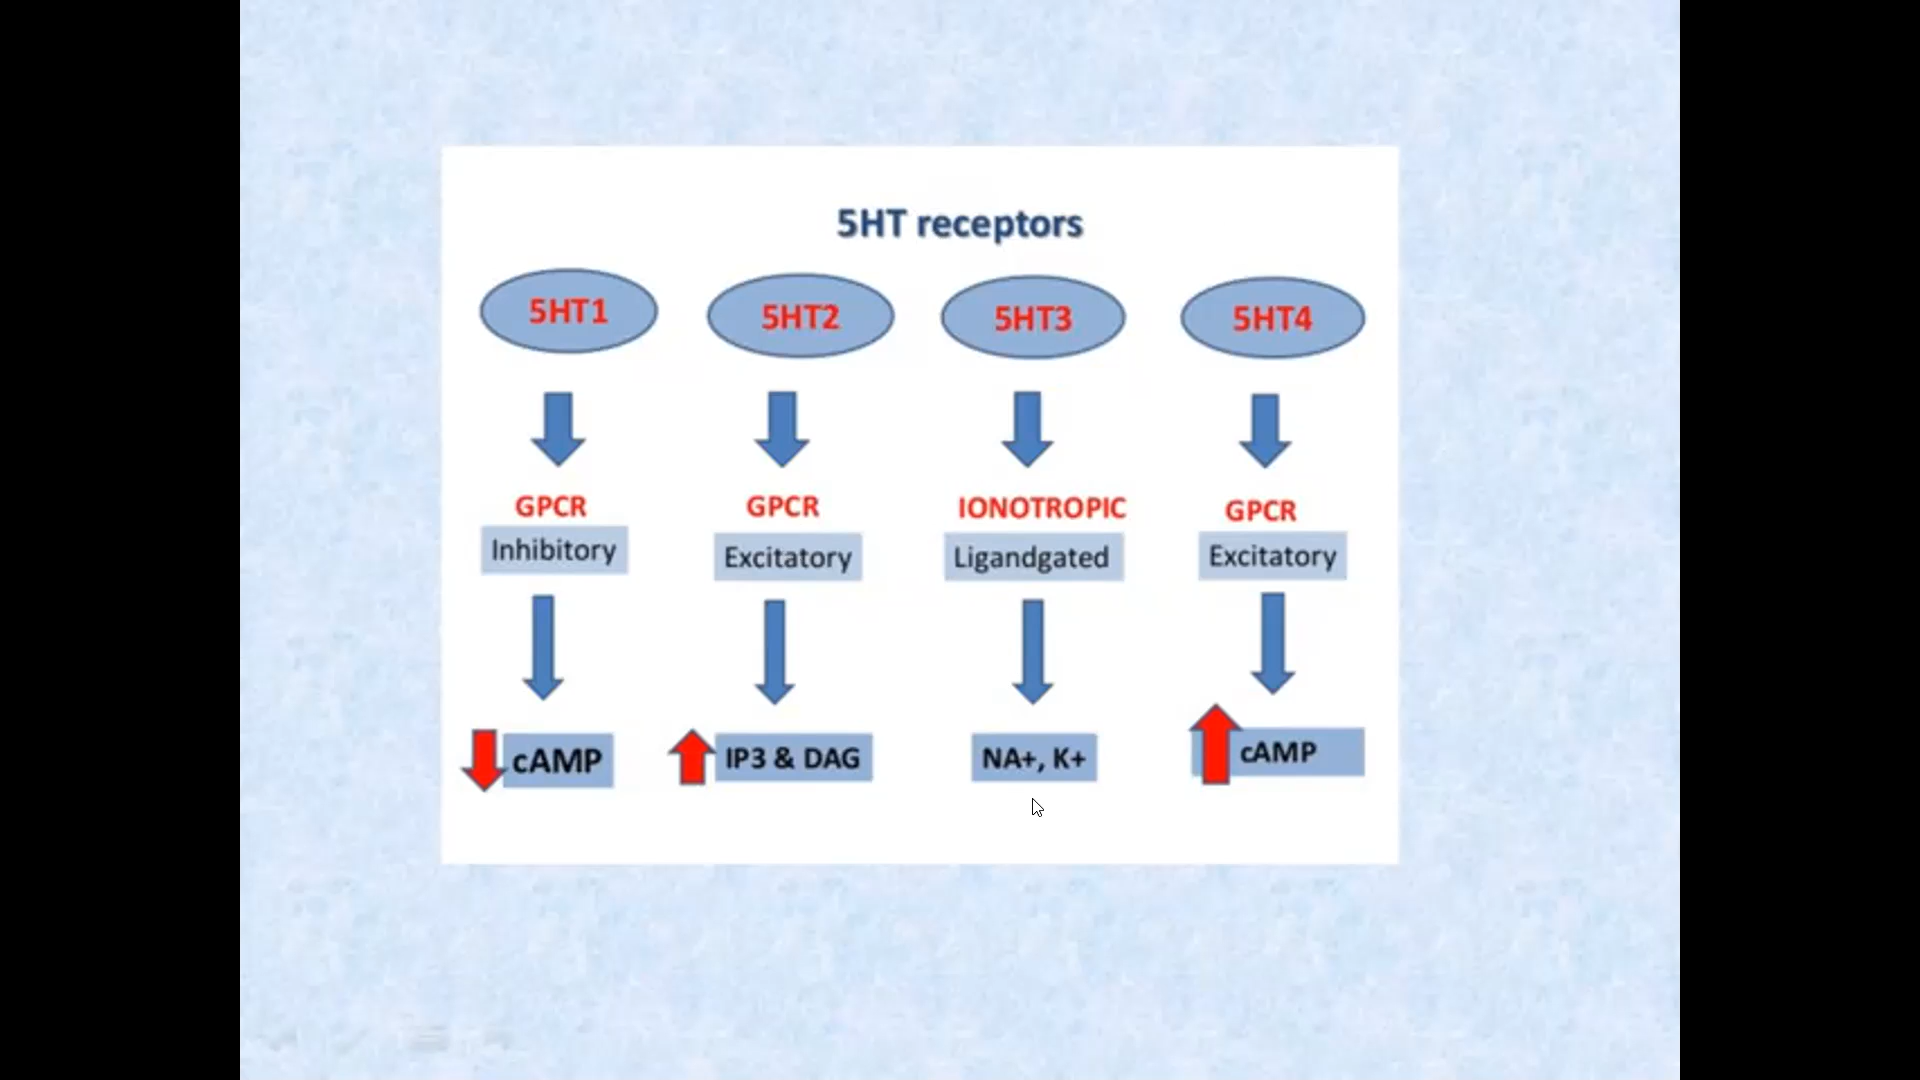 5HT receptors
5HT1
5HT2
5HT3
5HT4
GPCR
GPCR
IONOTROPIC
GPCR
Inhibitory
Excitatory
Ligandgated
Excitatory
cAMP
IP3 & DAG
NA+, K+
cAMP